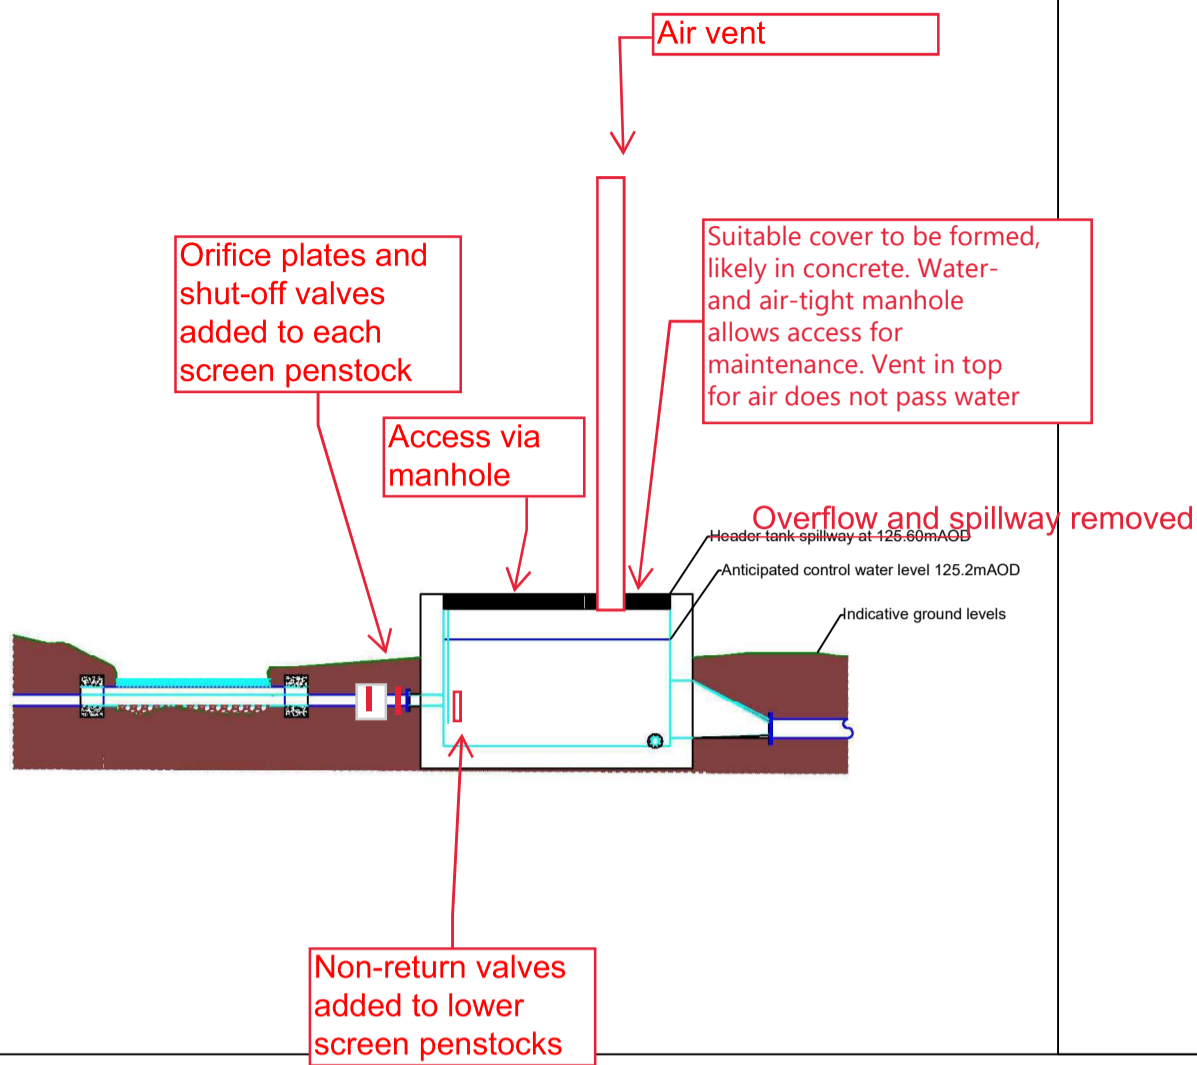 Air vent
Orifice plates and
shut-off valves
added to each
screen penstock
Suitable cover to be formed,
likely in concrete. Water-
and air-tight manhole
allows access for
maintenance. Vent in top
for air does not pass water
Access via
manhole
Overflow and spillway removed
Header tank spillway at 125.60mAOD
Anticipated control water level 125.2mAOD
Indicative ground levels
Non-return valves
added to lower
screen penstocks